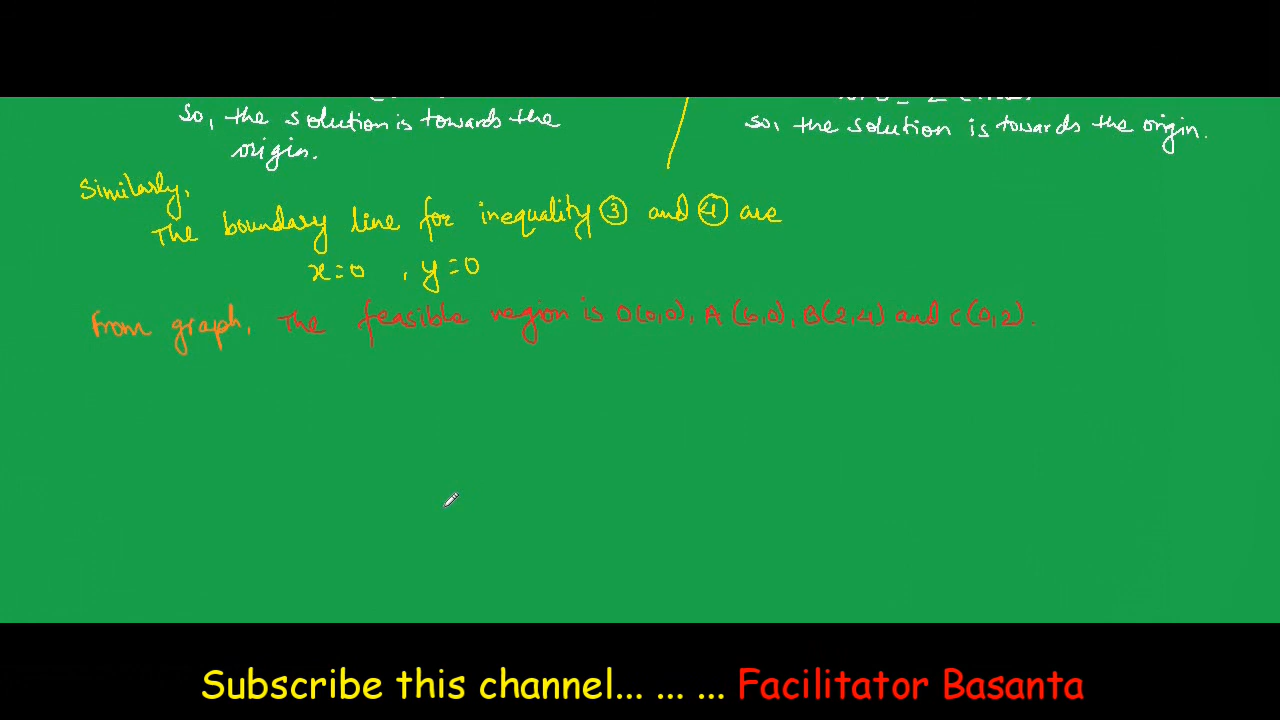 So, the solution is towards the
origin.
so, the solution is towards the origin.
Similarly,
The boundary line for inequality ③ and ④ are
x=0 , y=0
From graph, The feasible region is O(0,0), A(6,0), B(2,4) and C(0,2).
Subscribe this channel... ... ... Facilitator Basanta